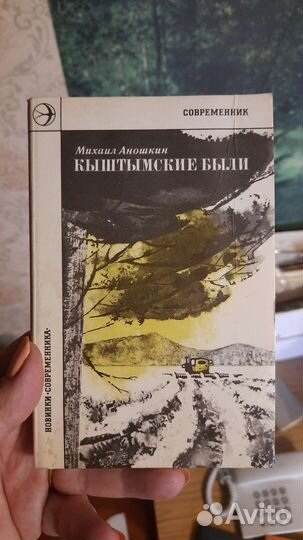 СОВРЕМЕННИК
Михаил Аношкин
КЫШТЫМСКИЕ БЫЛИ
НОВИНКИ·СОВРЕМЕННИКА·
Avito